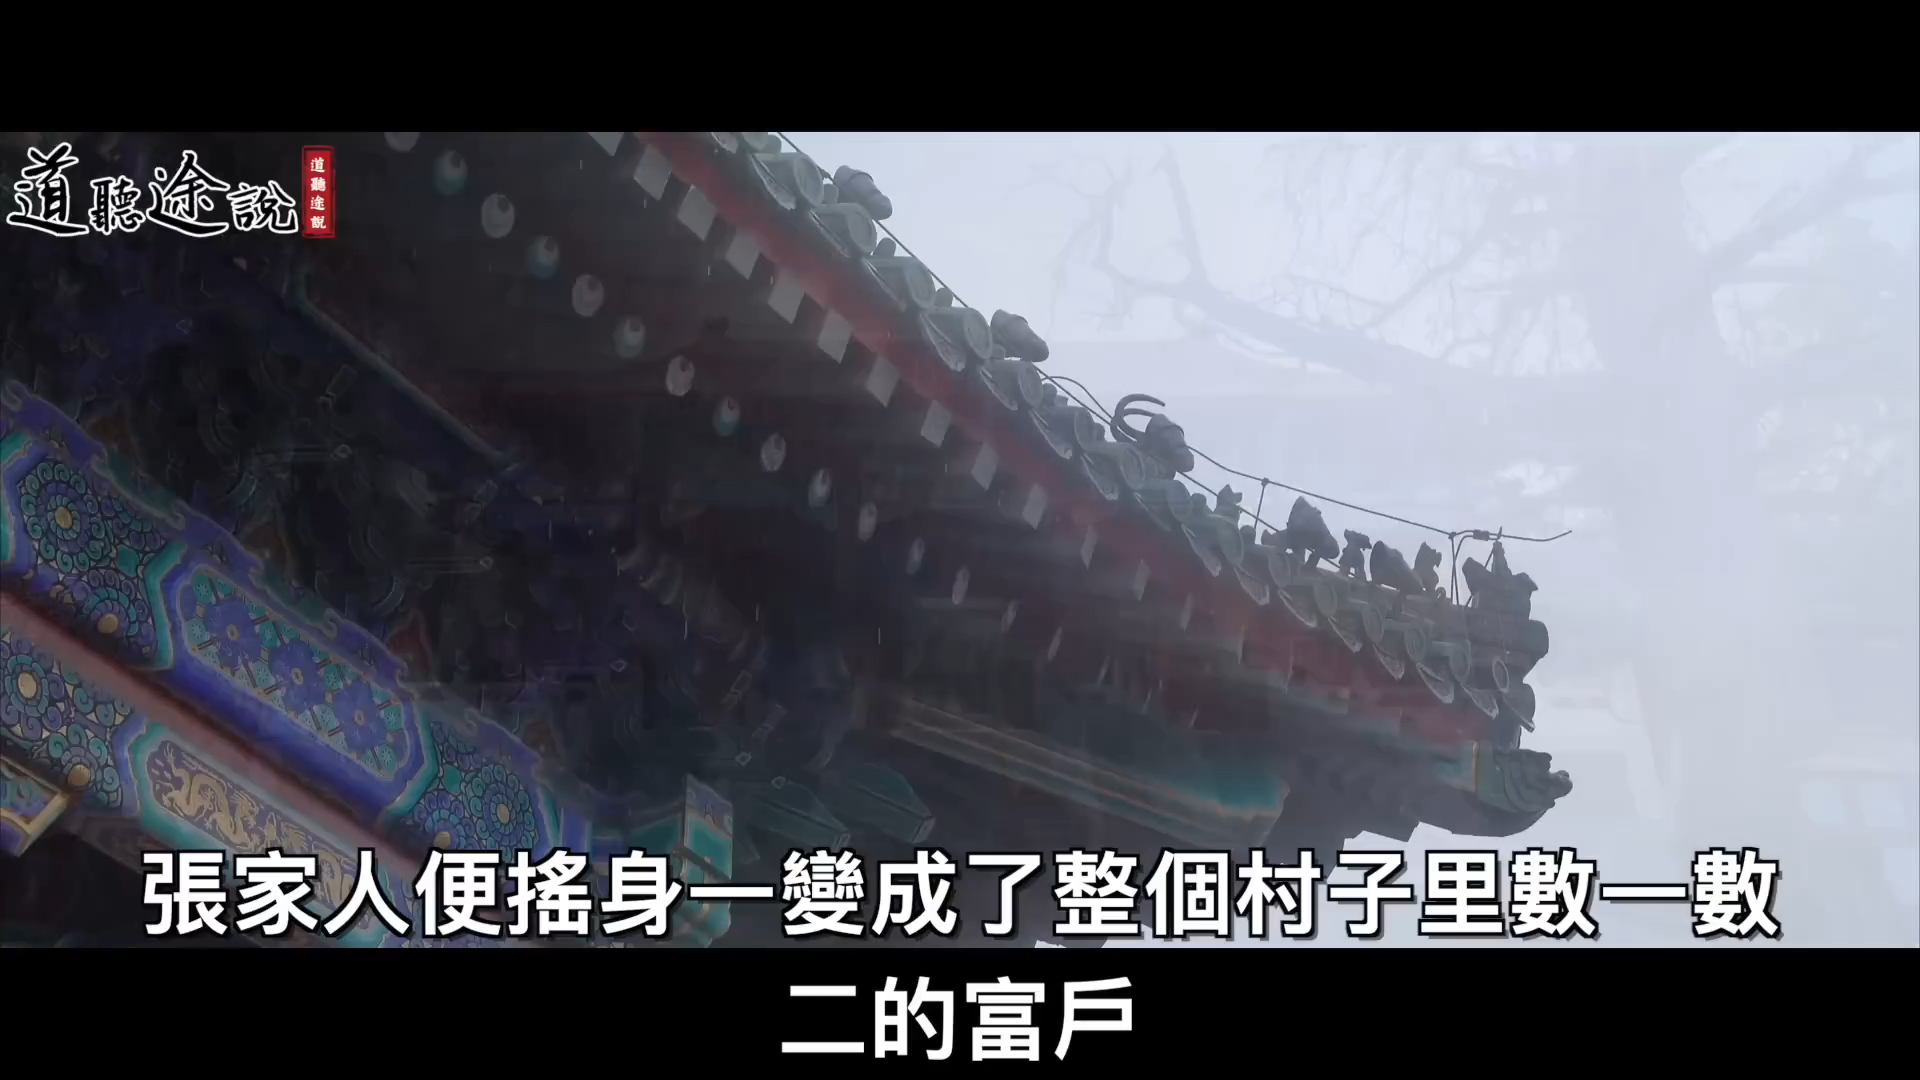 道聽途說
道聽途說
張家人便搖身一變成了整個村子里數一數
二的富戶